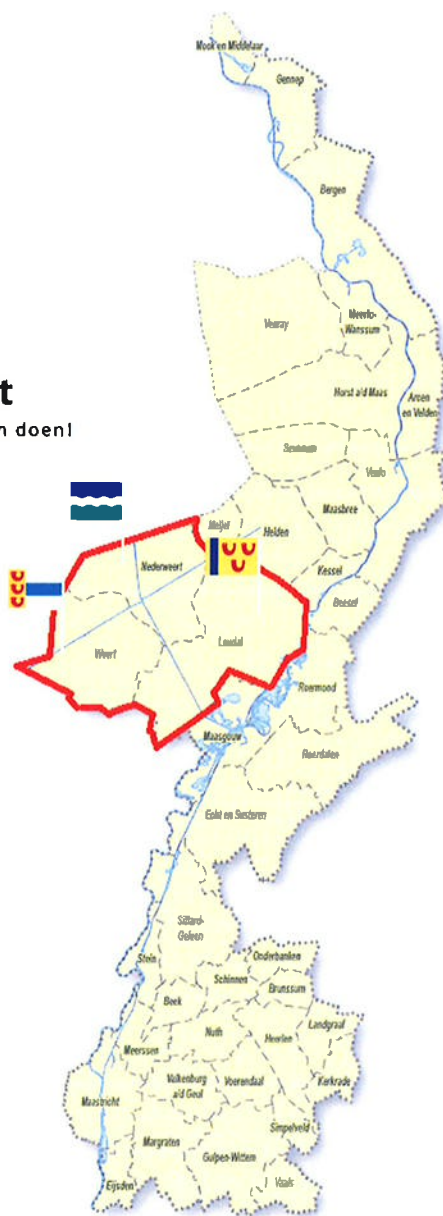 Mook en Middelaar
Gennep
Bergen
Venray
Meerlo-
Wanssum
t
Horst a/d Maas
Arcen
en Velden
n doen!
Sevenum
Venlo
Maasbree
Meijel
Helden
Nederweert
Kessel
Beesel
Leudal
Weert
Roermond
Maasgouw
Roerdalen
Echt en Susteren
Sittard-
Geleen
Stein
Onderbanken
Schinnen
Brunssum
Beek
Landgraaf
Nuth
Heerlen
Meerssen
Valkenburg
a/d Geul
Voerendaal
Kerkrade
Maastricht
Simpelveld
Margraten
Gulpen-Wittem
Vaals
Eijsden